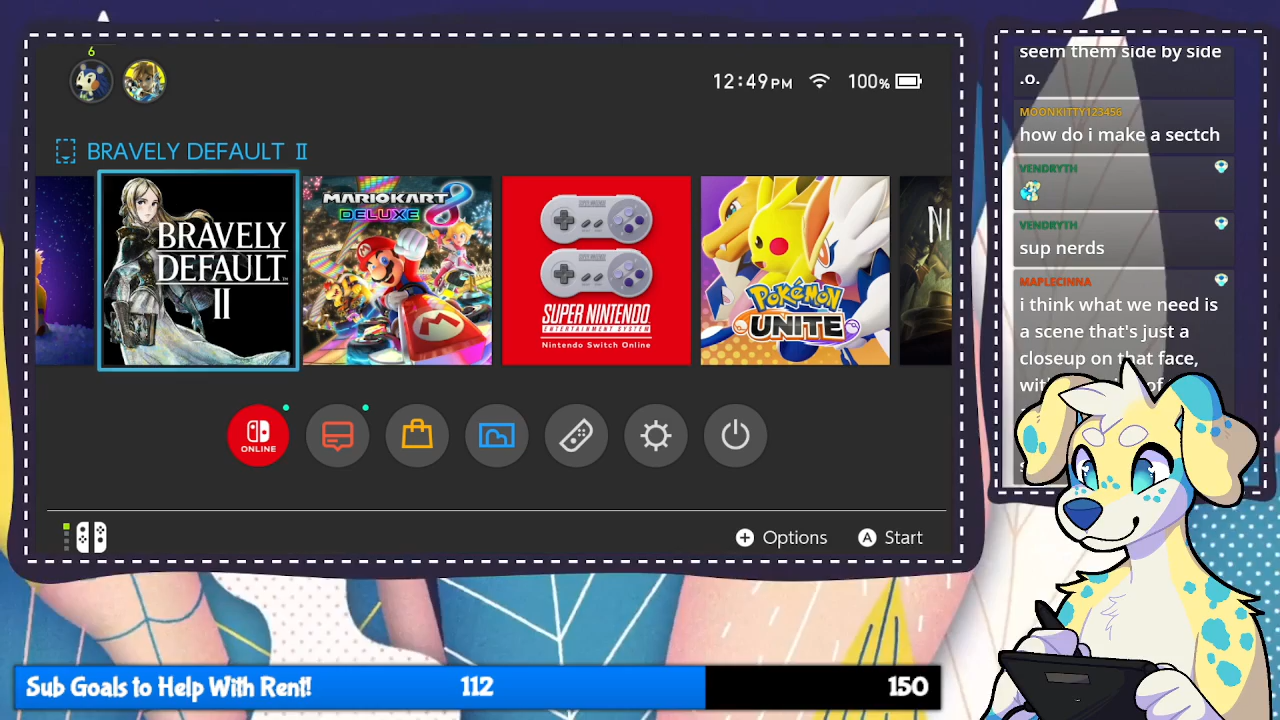 6
12:49 PM
100%
BRAVELY DEFAULT II
BRAVELY
DEFAULT
II
MARIOKART 8
DELUXE
SUPER NINTENDO
ENTERTAINMENT SYSTEM
Nintendo Switch Online
POKÉMON
UNITE
NI
ONLINE
Options
A Start
seem them side by side
.o.
MOONKITTY123456
how do i make a sectch
VENDRYTH
VENDRYTH
sup nerds
MAPLECINNA
i think what we need is
a scene that's just a
closeup on that face,
Sub Goals to Help With Rent!
112
150